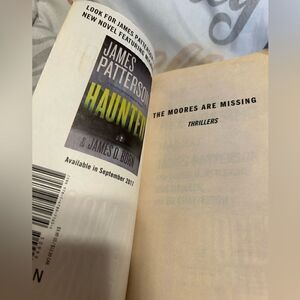 LOOK FOR JAMES PATTERSON
NEW NOVEL FEATURING
JAMES
PATTERSON
HAUNTED
& JAMES O. BORN
Available in September 2017
THE MOORES ARE MISSING
THRILLERS